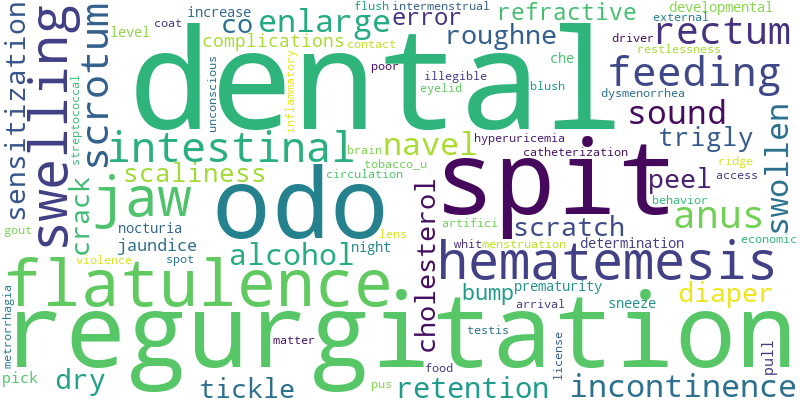 coat
increase
flush
intermenstrual
developmental
level
co
enlarge
error
refractive
external
complications
contact
roughne
driver
rectum
restlessness
sensitization
swelling
scrotum
streptococcal
unconscious
inflammatory
dental
poor
illegible
che
feeding
eyelid
blush
dysmenorrhea
sound
intestinal
brain
navel
hyperuricemia
trigly
catheterization
swollen
scaliness
tobacco_u
circulation
ridge
access
crack
jaw
odo
spit
peel
behavior
gout
nocturia
jaundice
night
lens
cholesterol
artifici
scratch
anus
violence
spot
alcohol
whit
menstruation
determination
economic
hematemesis
metrorrhagia
flatulence
bump
prematurity
diaper
arrival
sneeze
regurgitation
testis
matter
license
pull
food
pick
dry
tickle
pus
retention
incontinence